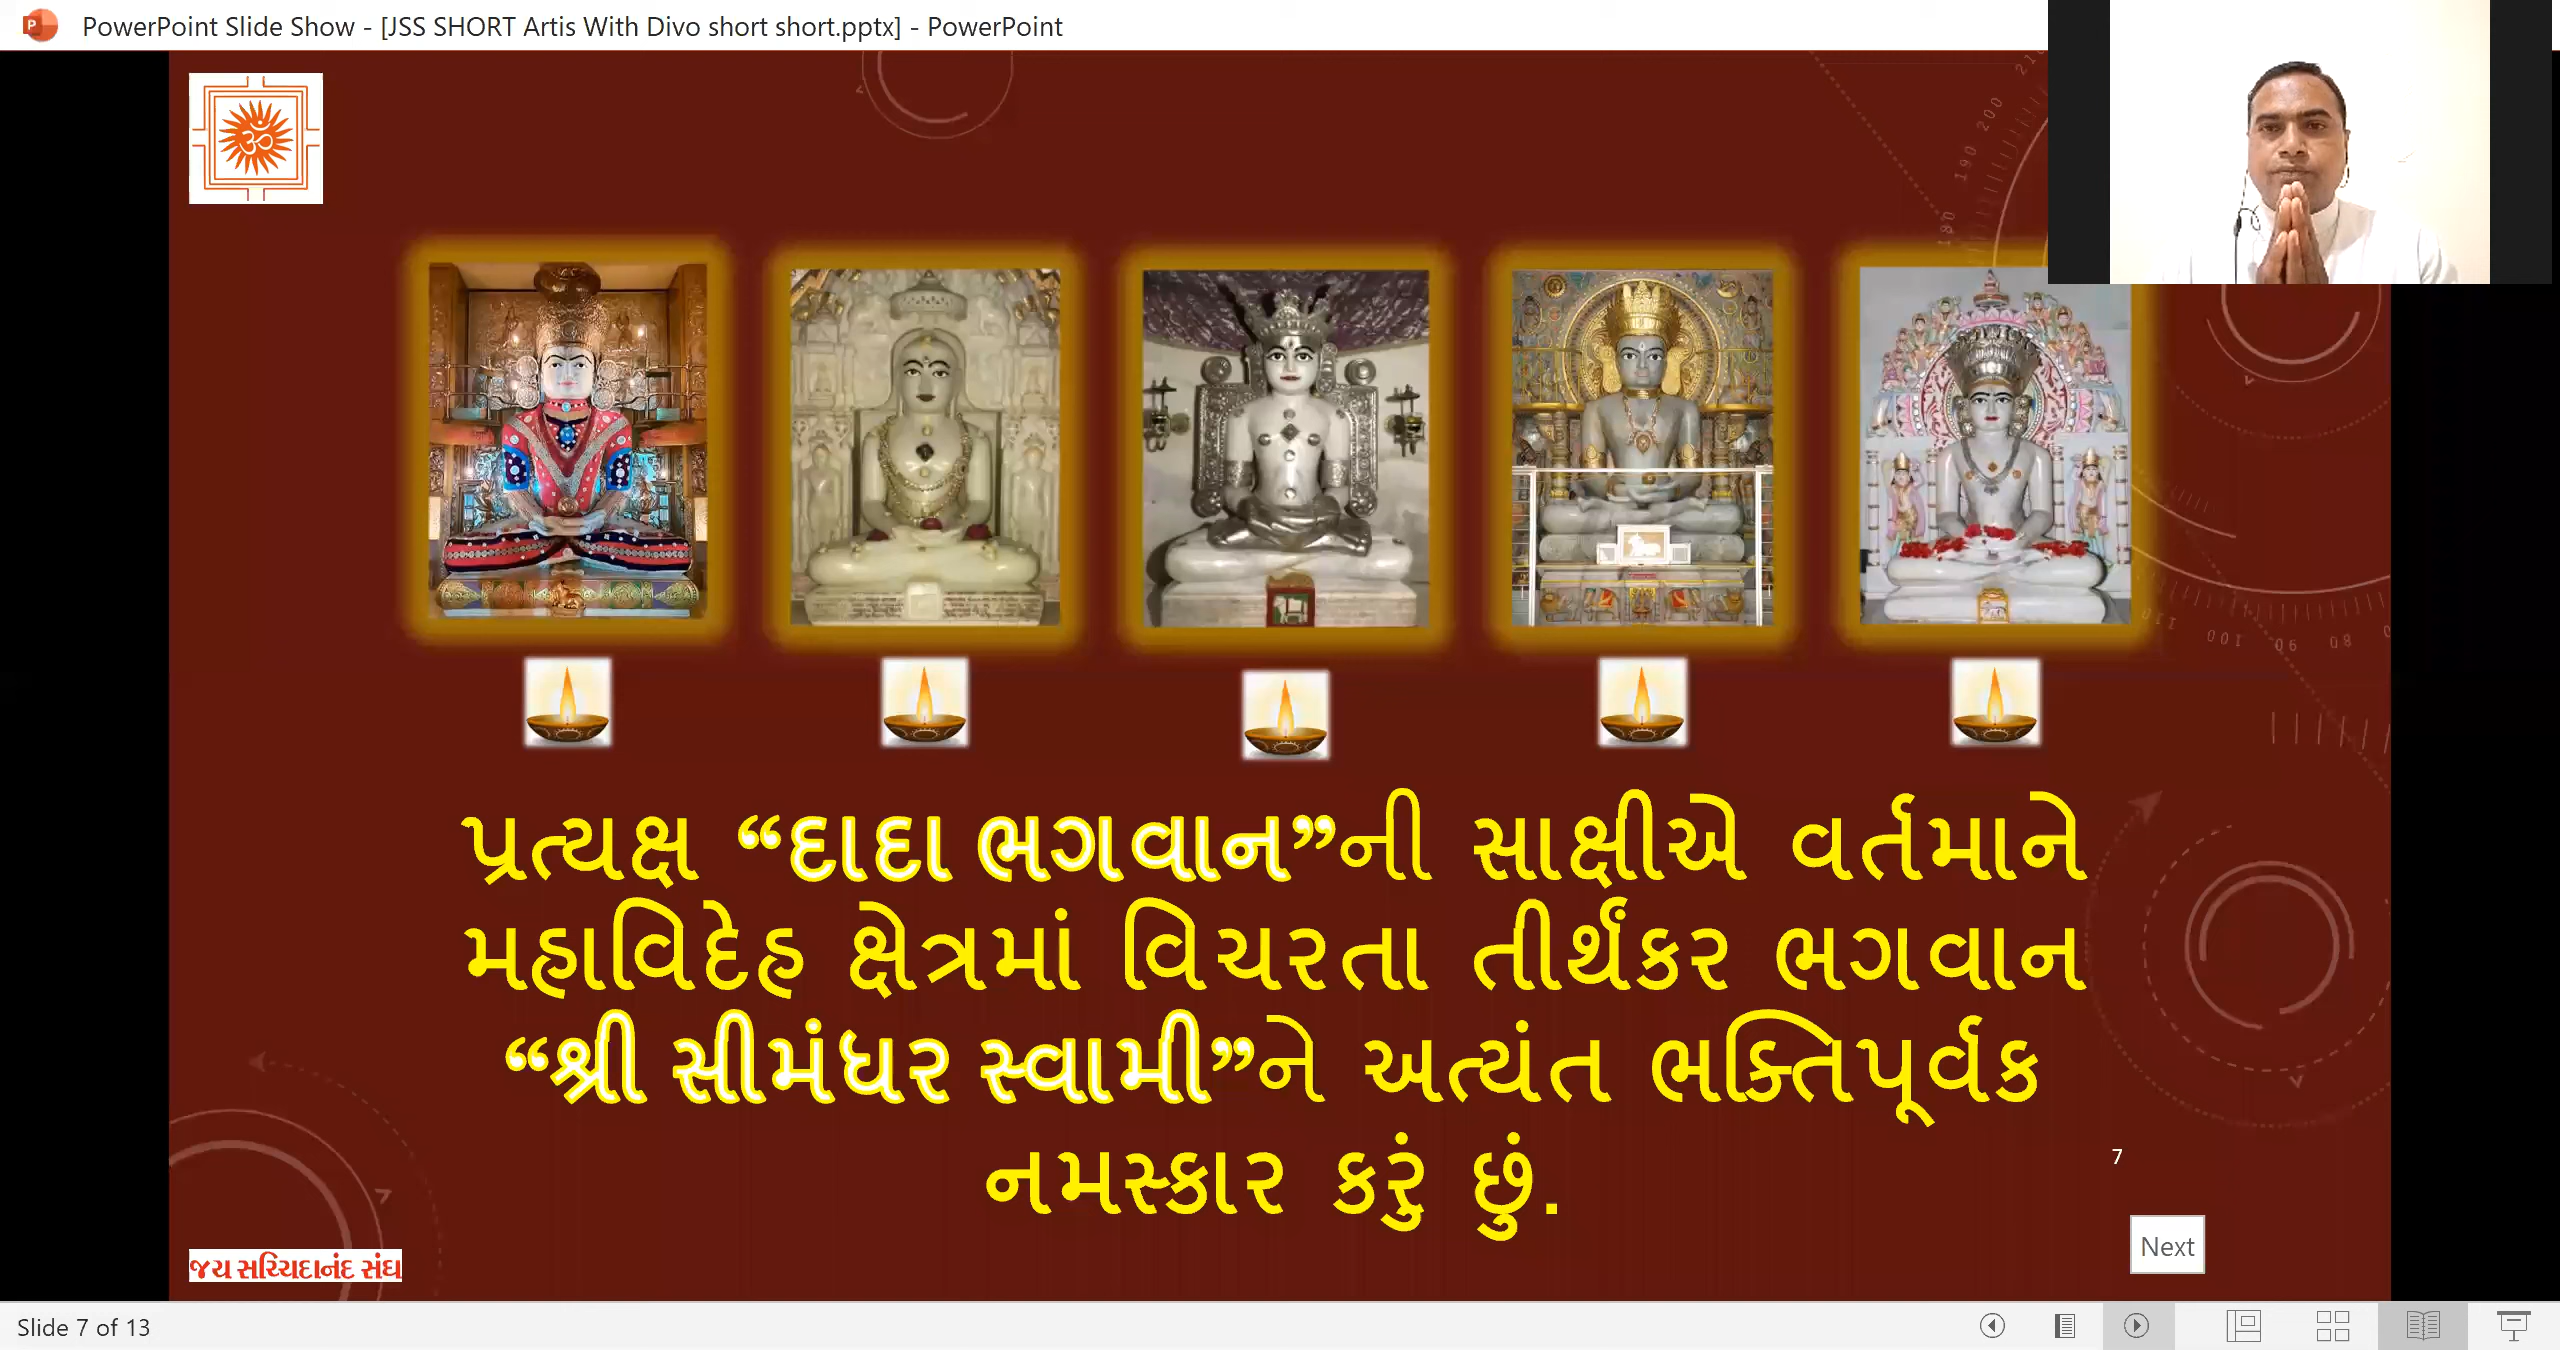 PowerPoint Slide Show - [JSS SHORT Artis With Divo short short.pptx] - PowerPoint
પ્રત્યક્ષ “દાદા ભગવાન”ની સાક્ષીએ વર્તમાને
મહાવિદેહ ક્ષેત્રમાં વિચરતા તીર્થંકર ભગવાન
“શ્રી સીમંધર સ્વામી”ને અત્યંત ભક્તિપૂર્વક
નમસ્કાર કરું છું.
7
Next
જય સચ્ચિદાનંદ સંઘ
Slide 7 of 13